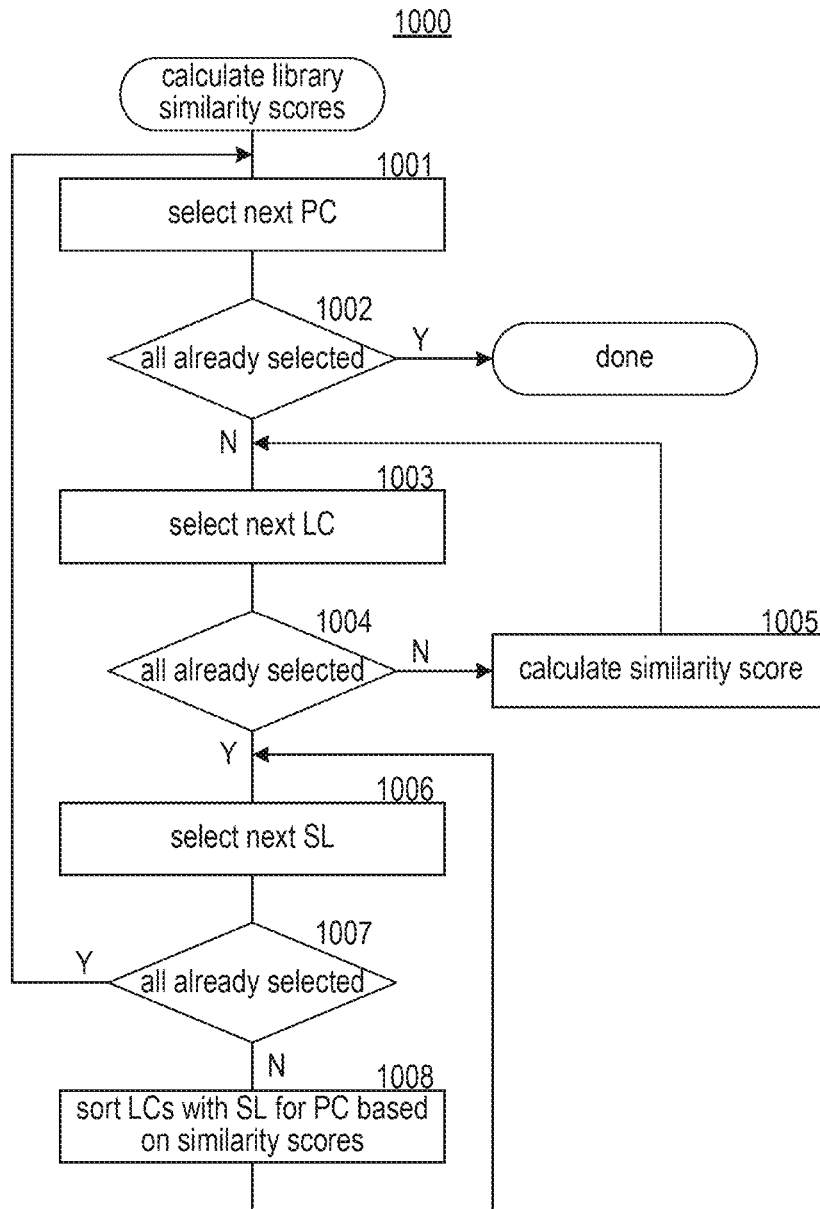 1000
calculate library
similarity scores
1001
select next PC
1002
all already selected
Y
done
N
1003
select next LC
1004
all already selected
N
1005
calculate similarity score
Y
1006
select next SL
1007
Y
all already selected
N
1008
sort LCs with SL for PC based
on similarity scores